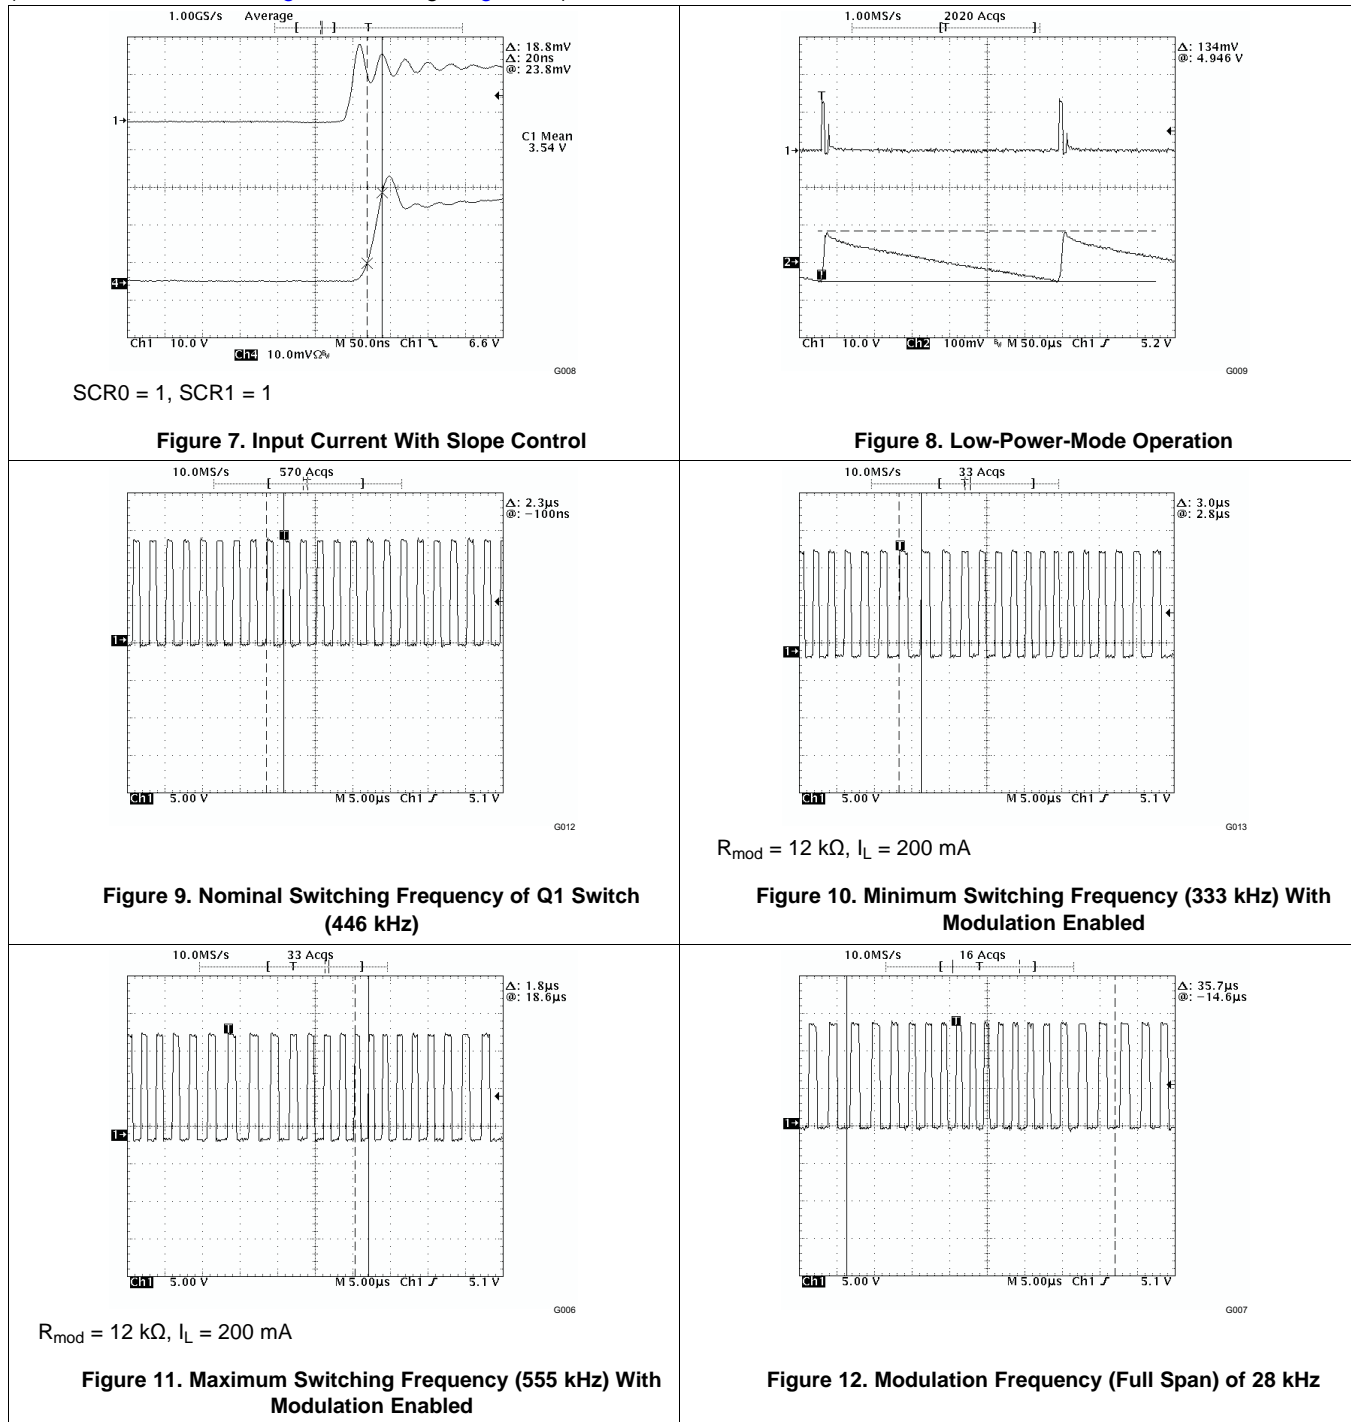 1.00GS/s Average
[ ] T
Δ: 18.8mV
Δ: 20ns
@: 23.8mV
1→
C1 Mean
3.54 V
4→
Ch1 10.0 V M 50.0ns Ch1 6.6 V
Ch4 10.0mVΩ
G008
SCR0 = 1, SCR1 = 1
Figure 7. Input Current With Slope Control
1.00MS/s 2020 Acqs
[T ]
Δ: 134mV
@: 4.946 V
T
1→
2→
T
Ch1 10.0 V Ch2 100mV M 50.0µs Ch1 5.2 V
G009
Figure 8. Low-Power-Mode Operation
10.0MS/s 570 Acqs
[ T ]
Δ: 2.3µs
@: −100ns
T
1→
Ch1 5.00 V M 5.00µs Ch1 5.1 V
G012
Figure 9. Nominal Switching Frequency of Q1 Switch
(446 kHz)
10.0MS/s 33 Acqs
[ T ]
Δ: 3.0µs
@: 2.8µs
T
1→
Ch1 5.00 V M 5.00µs Ch1 5.1 V
G013
Rmod = 12 kΩ, IL = 200 mA
Figure 10. Minimum Switching Frequency (333 kHz) With
Modulation Enabled
10.0MS/s 33 Acqs
[ T ]
Δ: 1.8µs
@: 18.6µs
T
1→
Ch1 5.00 V M 5.00µs Ch1 5.1 V
G006
Rmod = 12 kΩ, IL = 200 mA
Figure 11. Maximum Switching Frequency (555 kHz) With
Modulation Enabled
10.0MS/s 16 Acqs
[ T ]
Δ: 35.7µs
@: −14.6µs
T
1→
Ch1 5.00 V M 5.00µs Ch1 5.1 V
G007
Figure 12. Modulation Frequency (Full Span) of 28 kHz